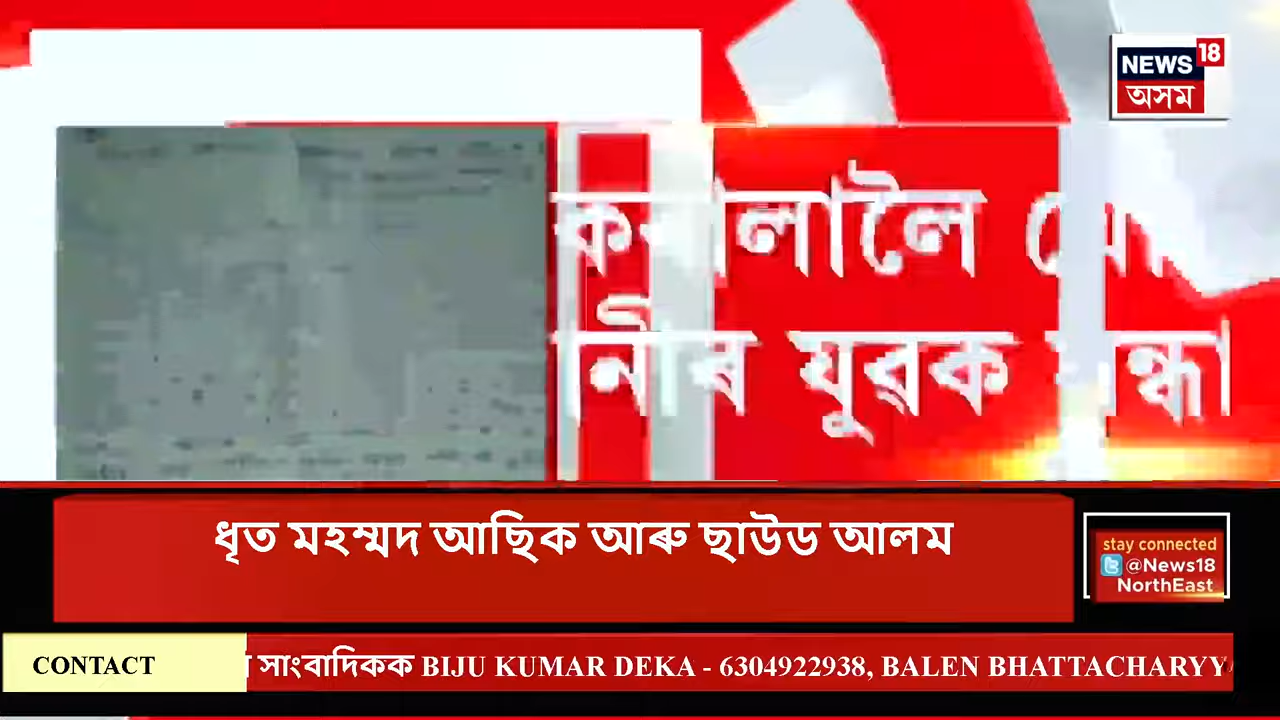 NEWS 18
অসম
যুৱক
ধৃত মহম্মদ আছিক আৰু ছাউড আলম
stay connected
@News18
NorthEast
CONTACT
সাংবাদিকক BIJU KUMAR DEKA - 6304922938, BALEN BHATTACHARYY